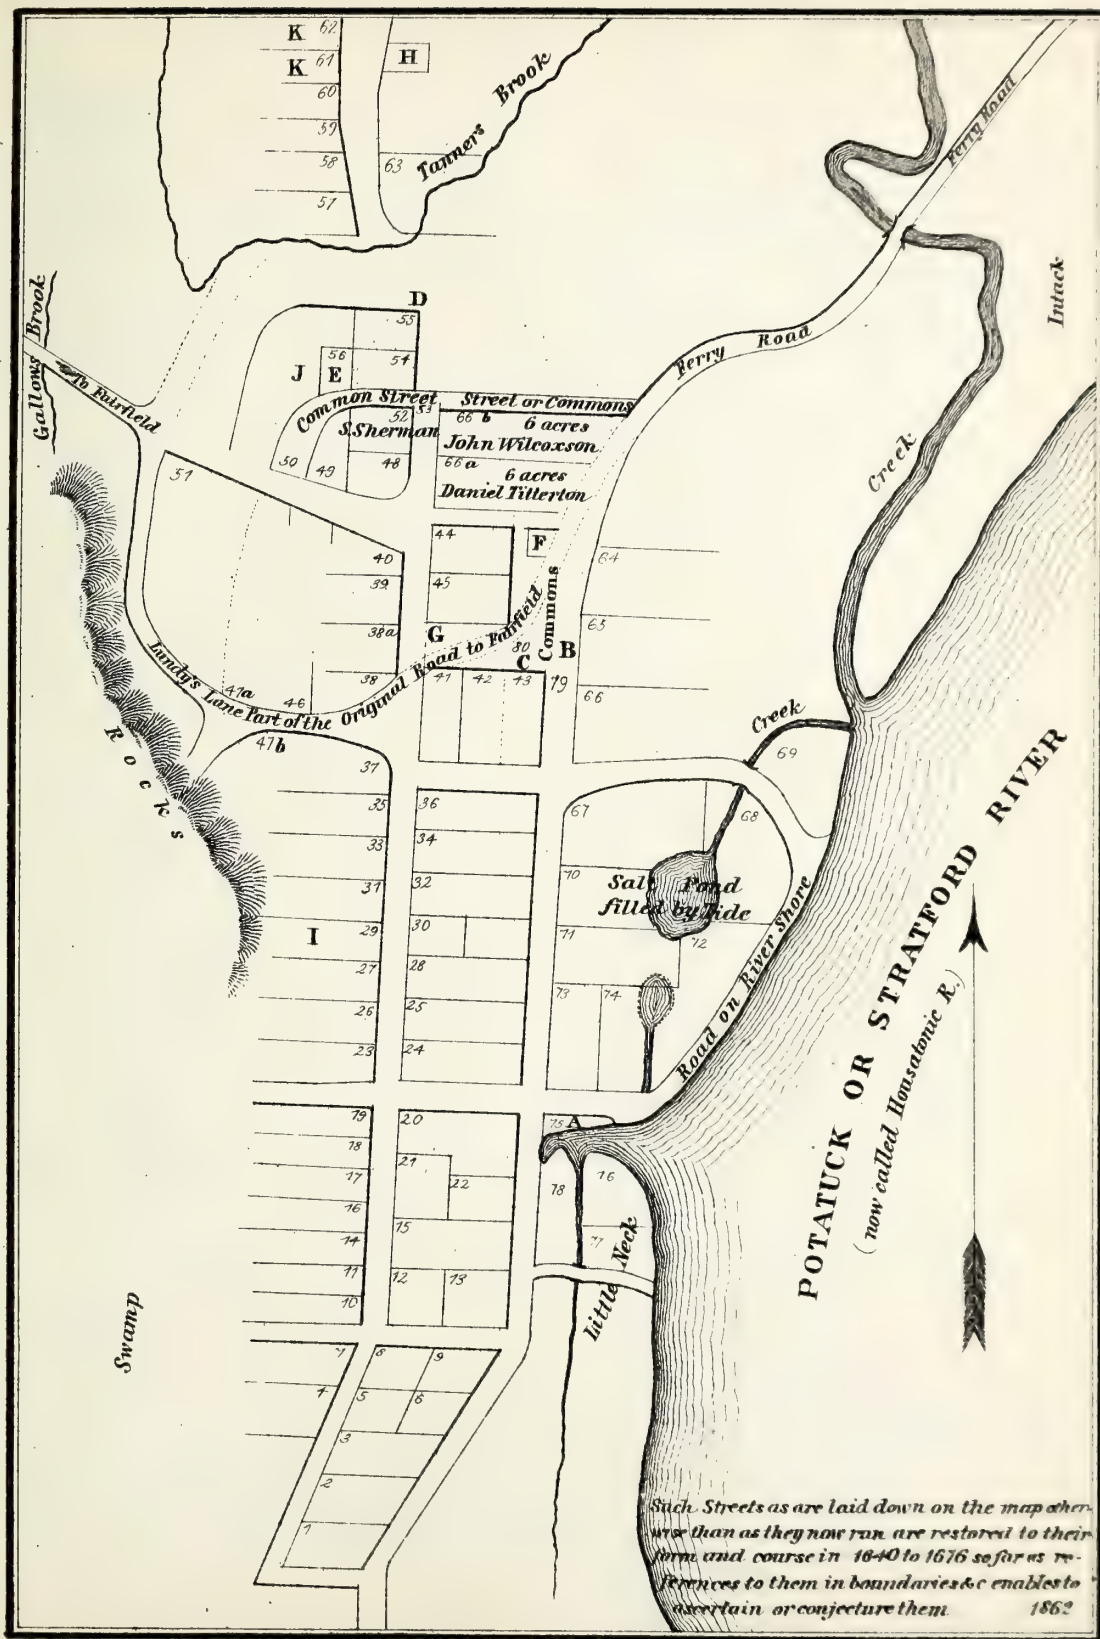 K 62
K 61
H
60
59
58
63
57
Tanners Brook
Ferry Road
Intack
Gallows Brook
To Fairfield
D
55
56
54
J E
Ferry Road
Common Street
Street or Commons
53
52
S. Sherman
66 b 6 acres
John Wilcoxson
50
49
48
66a
6 acres
Daniel Titterton
Creek
51
44
F
40
39
45
64
38a
G
Commons
65
80
C
B
38
41
42
43
79
66
Lundy's Lane Part of the Original Road to Fairfield
47a
46
47b
Rocks
Creek
69
37
35
36
67
68
33
34
31
32
70
Salt Pond
filled by Tide
I
29
30
71
72
27
28
26
25
73
74
23
24
Road on River Shore
POTATUCK OR STRATFORD RIVER
(now called Housatonic R.)
19
20
75
A
18
21
17
22
78
76
16
15
14
77
11
12
13
10
Little Neck
Swamp
7
8
9
4
5
6
3
2
1
Such Streets as are laid down on the map other-
wise than as they now run are restored to their
form and course in 1640 to 1676 so far as re-
ferences to them in boundaries &c enables to
ascertain or conjecture them 1862